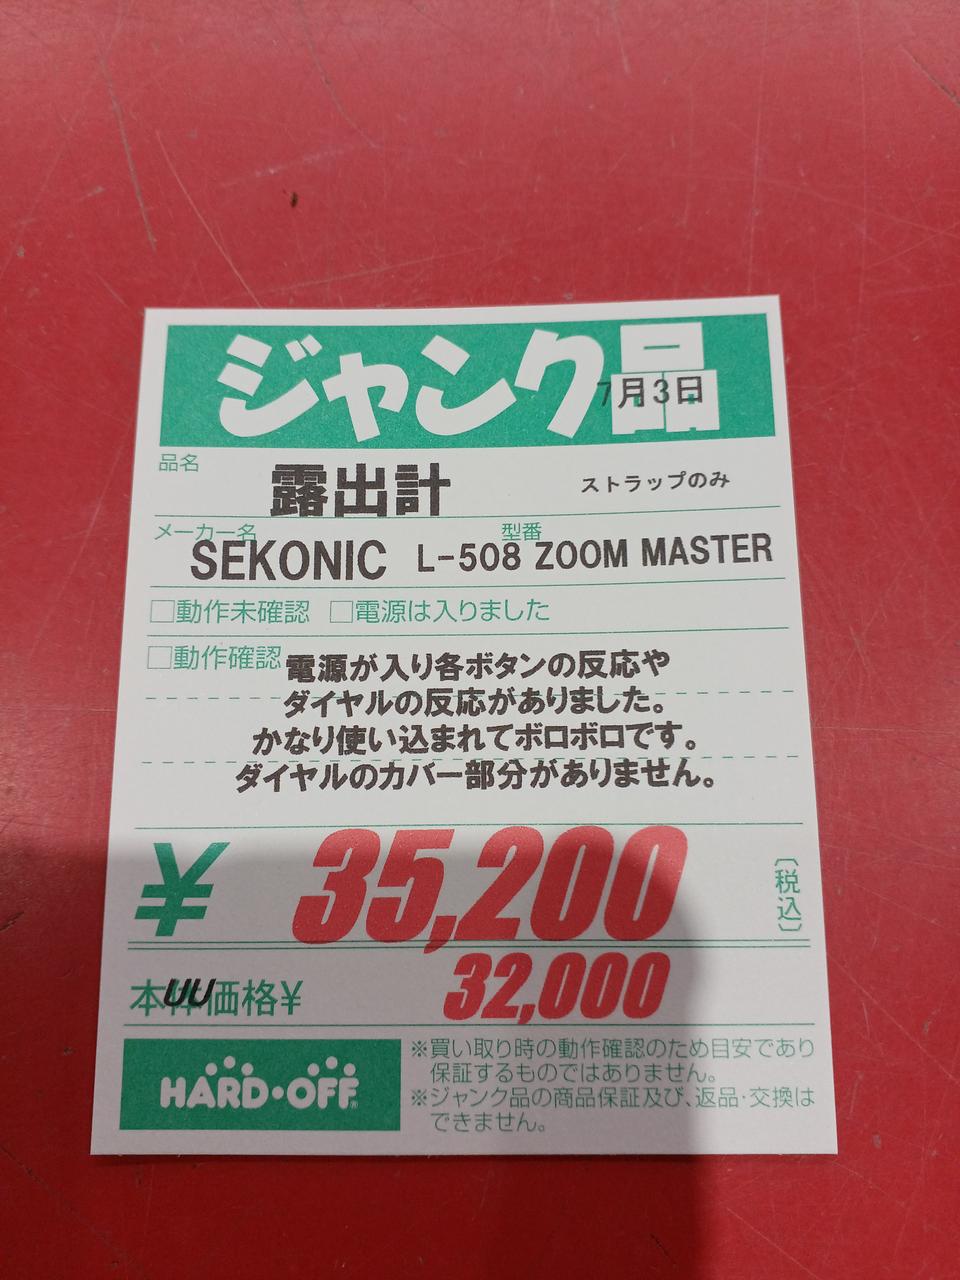 ジャンク品
7月3日
品名
露出計 ストラップのみ
メーカー名 型番
SEKONIC L-508 ZOOM MASTER
□動作未確認 □電源は入りました
□動作確認 電源が入り各ボタンの反応や
ダイヤルの反応がありました。
かなり使い込まれてボロボロです。
ダイヤルのカバー部分がありません。
¥ 35,200 〔税込〕
本体価格¥ 32,000
UU
HARD・OFF®
※買い取り時の動作確認のため目安であり
保証するものではありません。
※ジャンク品の商品保証及び、返品・交換は
できません。